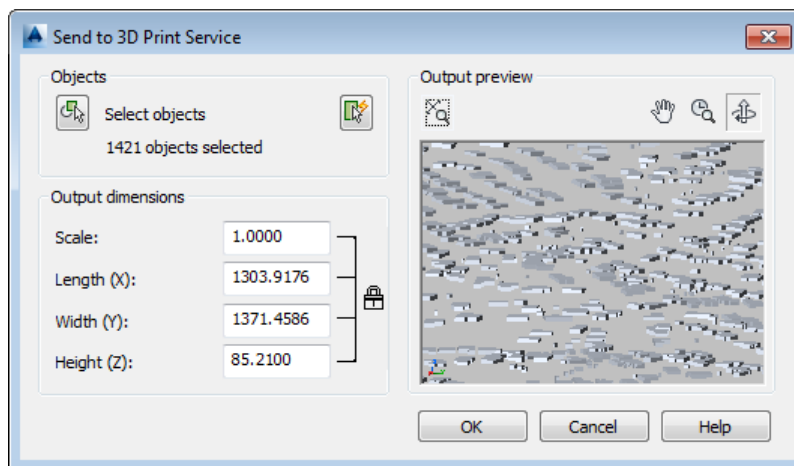 Send to 3D Print Service
Objects
Select objects
1421 objects selected
Output dimensions
Scale: 1.0000
Length (X): 1303.9176
Width (Y): 1371.4586
Height (Z): 85.2100
Output preview
OK Cancel Help